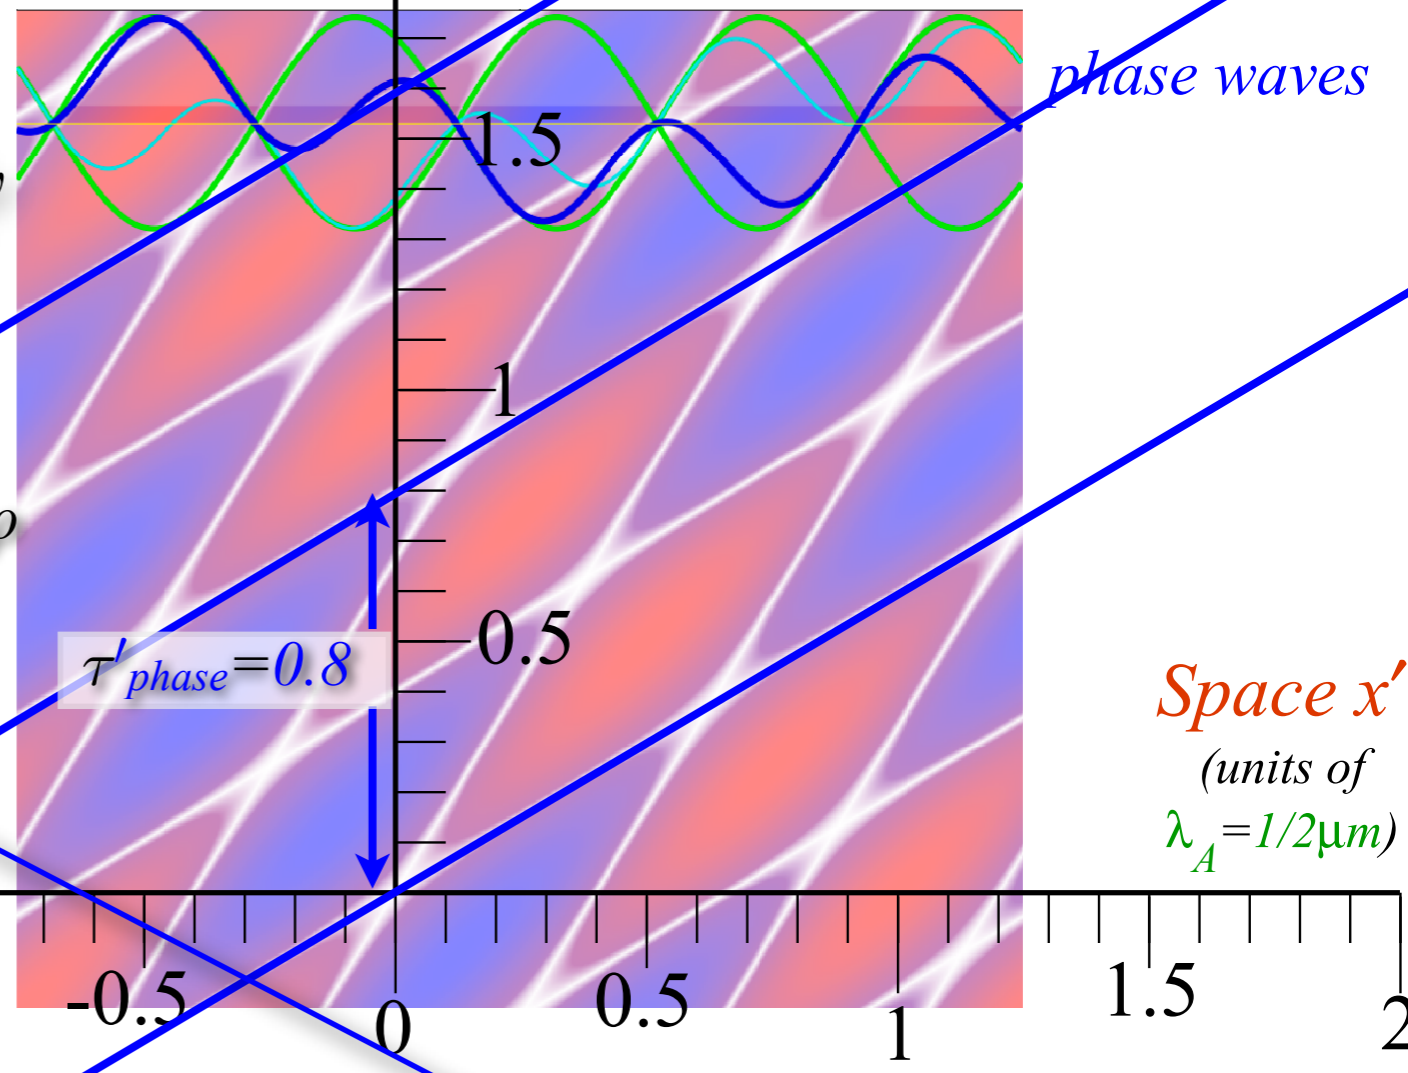 phase waves
1.5
1
0.5
τ′phase=0.8
Space x′
(units of
λA=1/2μm)
-0.5
0
0.5
1
1.5
2